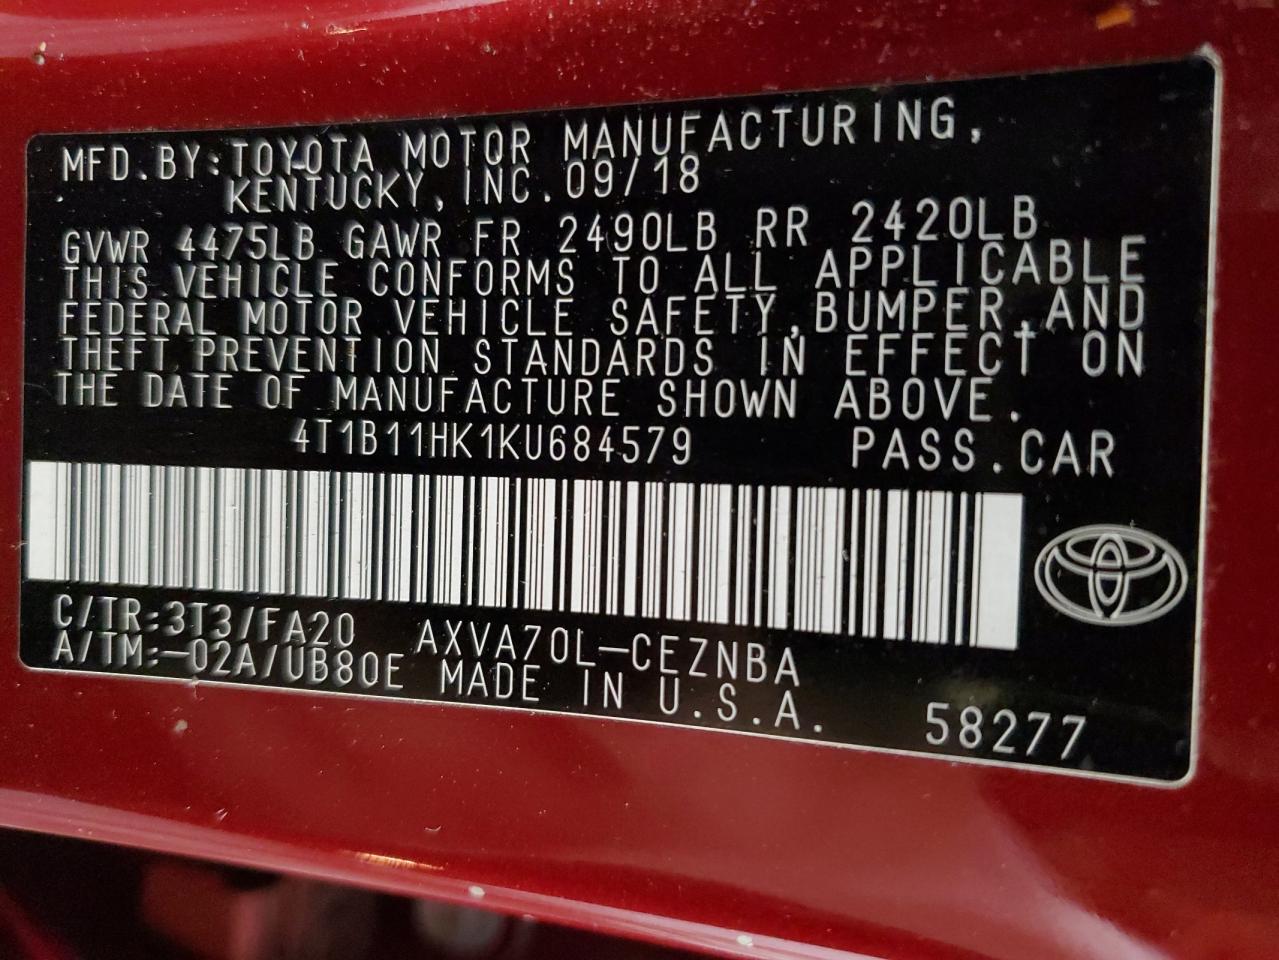 MFD.BY:TOYOTA MOTOR MANUFACTURING,
KENTUCKY, INC. 09/18
GVWR 4475LB GAWR FR 2490LB RR 2420LB
THIS VEHICLE CONFORMS TO ALL APPLICABLE
FEDERAL MOTOR VEHICLE SAFETY,BUMPER,AND
THEFT PREVENTION STANDARDS IN EFFECT ON
THE DATE OF MANUFACTURE SHOWN ABOVE.
4T1B11HK1KU684579 PASS.CAR
C/TR:3T3/FA20 AXVA70L-CEZNBA
A/TM:-02A/UB80E MADE IN U.S.A. 58277